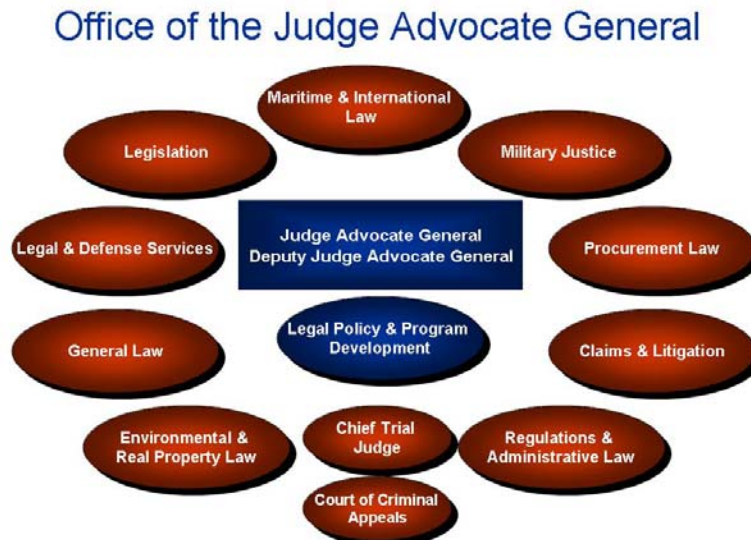 Office of the Judge Advocate General
Maritime & International
Law
Legislation
Military Justice
Judge Advocate General
Deputy Judge Advocate General
Legal & Defense Services
Procurement Law
Legal Policy & Program
Development
General Law
Claims & Litigation
Environmental &
Real Property Law
Chief Trial
Judge
Regulations &
Administrative Law
Court of Criminal
Appeals